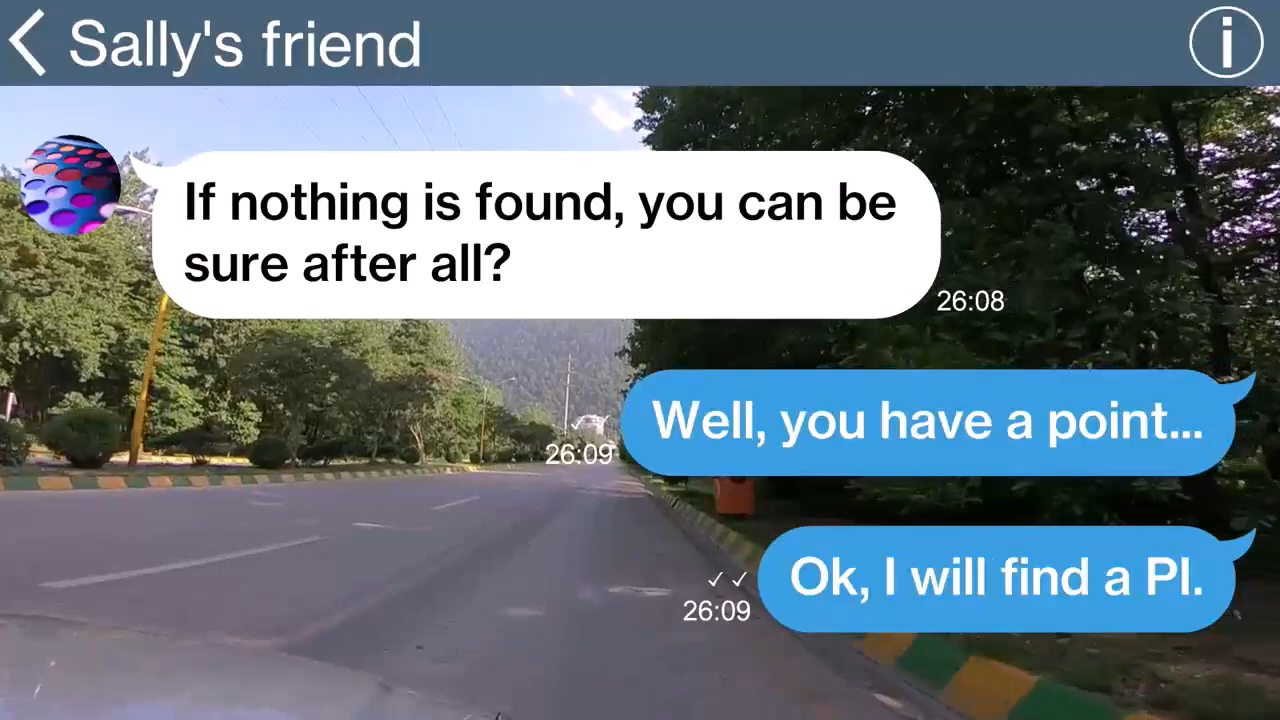 Sally's friend
If nothing is found, you can be
sure after all?
26:08
Well, you have a point...
26:09
Ok, I will find a PI.
26:09